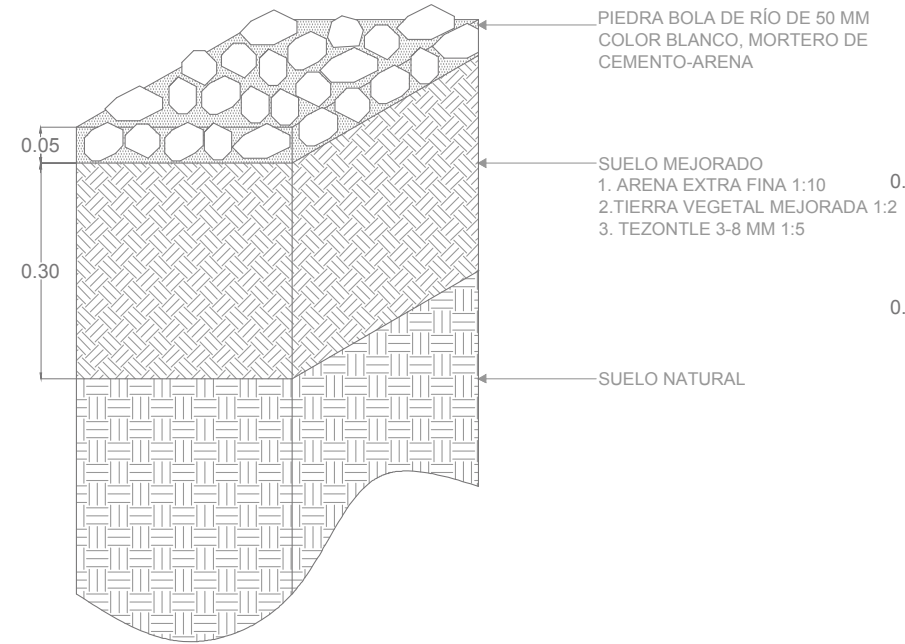 PIEDRA BOLA DE RÍO DE 50 MM
COLOR BLANCO, MORTERO DE
CEMENTO-ARENA
0.05
SUELO MEJORADO
1. ARENA EXTRA FINA 1:10
2.TIERRA VEGETAL MEJORADA 1:2
3. TEZONTLE 3-8 MM 1:5
0.
0.30
0.
SUELO NATURAL